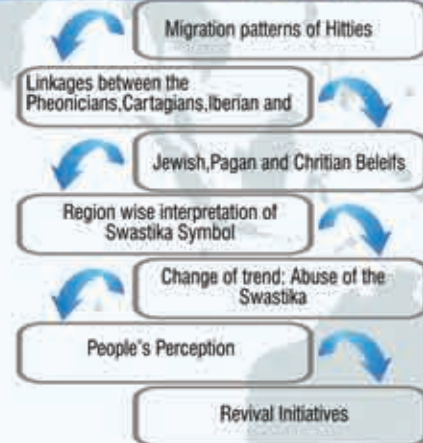 Migration patterns of Hitties
Linkages between the
Pheonicians,Cartagians,Iberian and
Jewish,Pagan and Chritian Beleifs
Region wise interpretation of
Swastika Symbol
Change of trend: Abuse of the
Swastika
People's Perception
Revival Initiatives